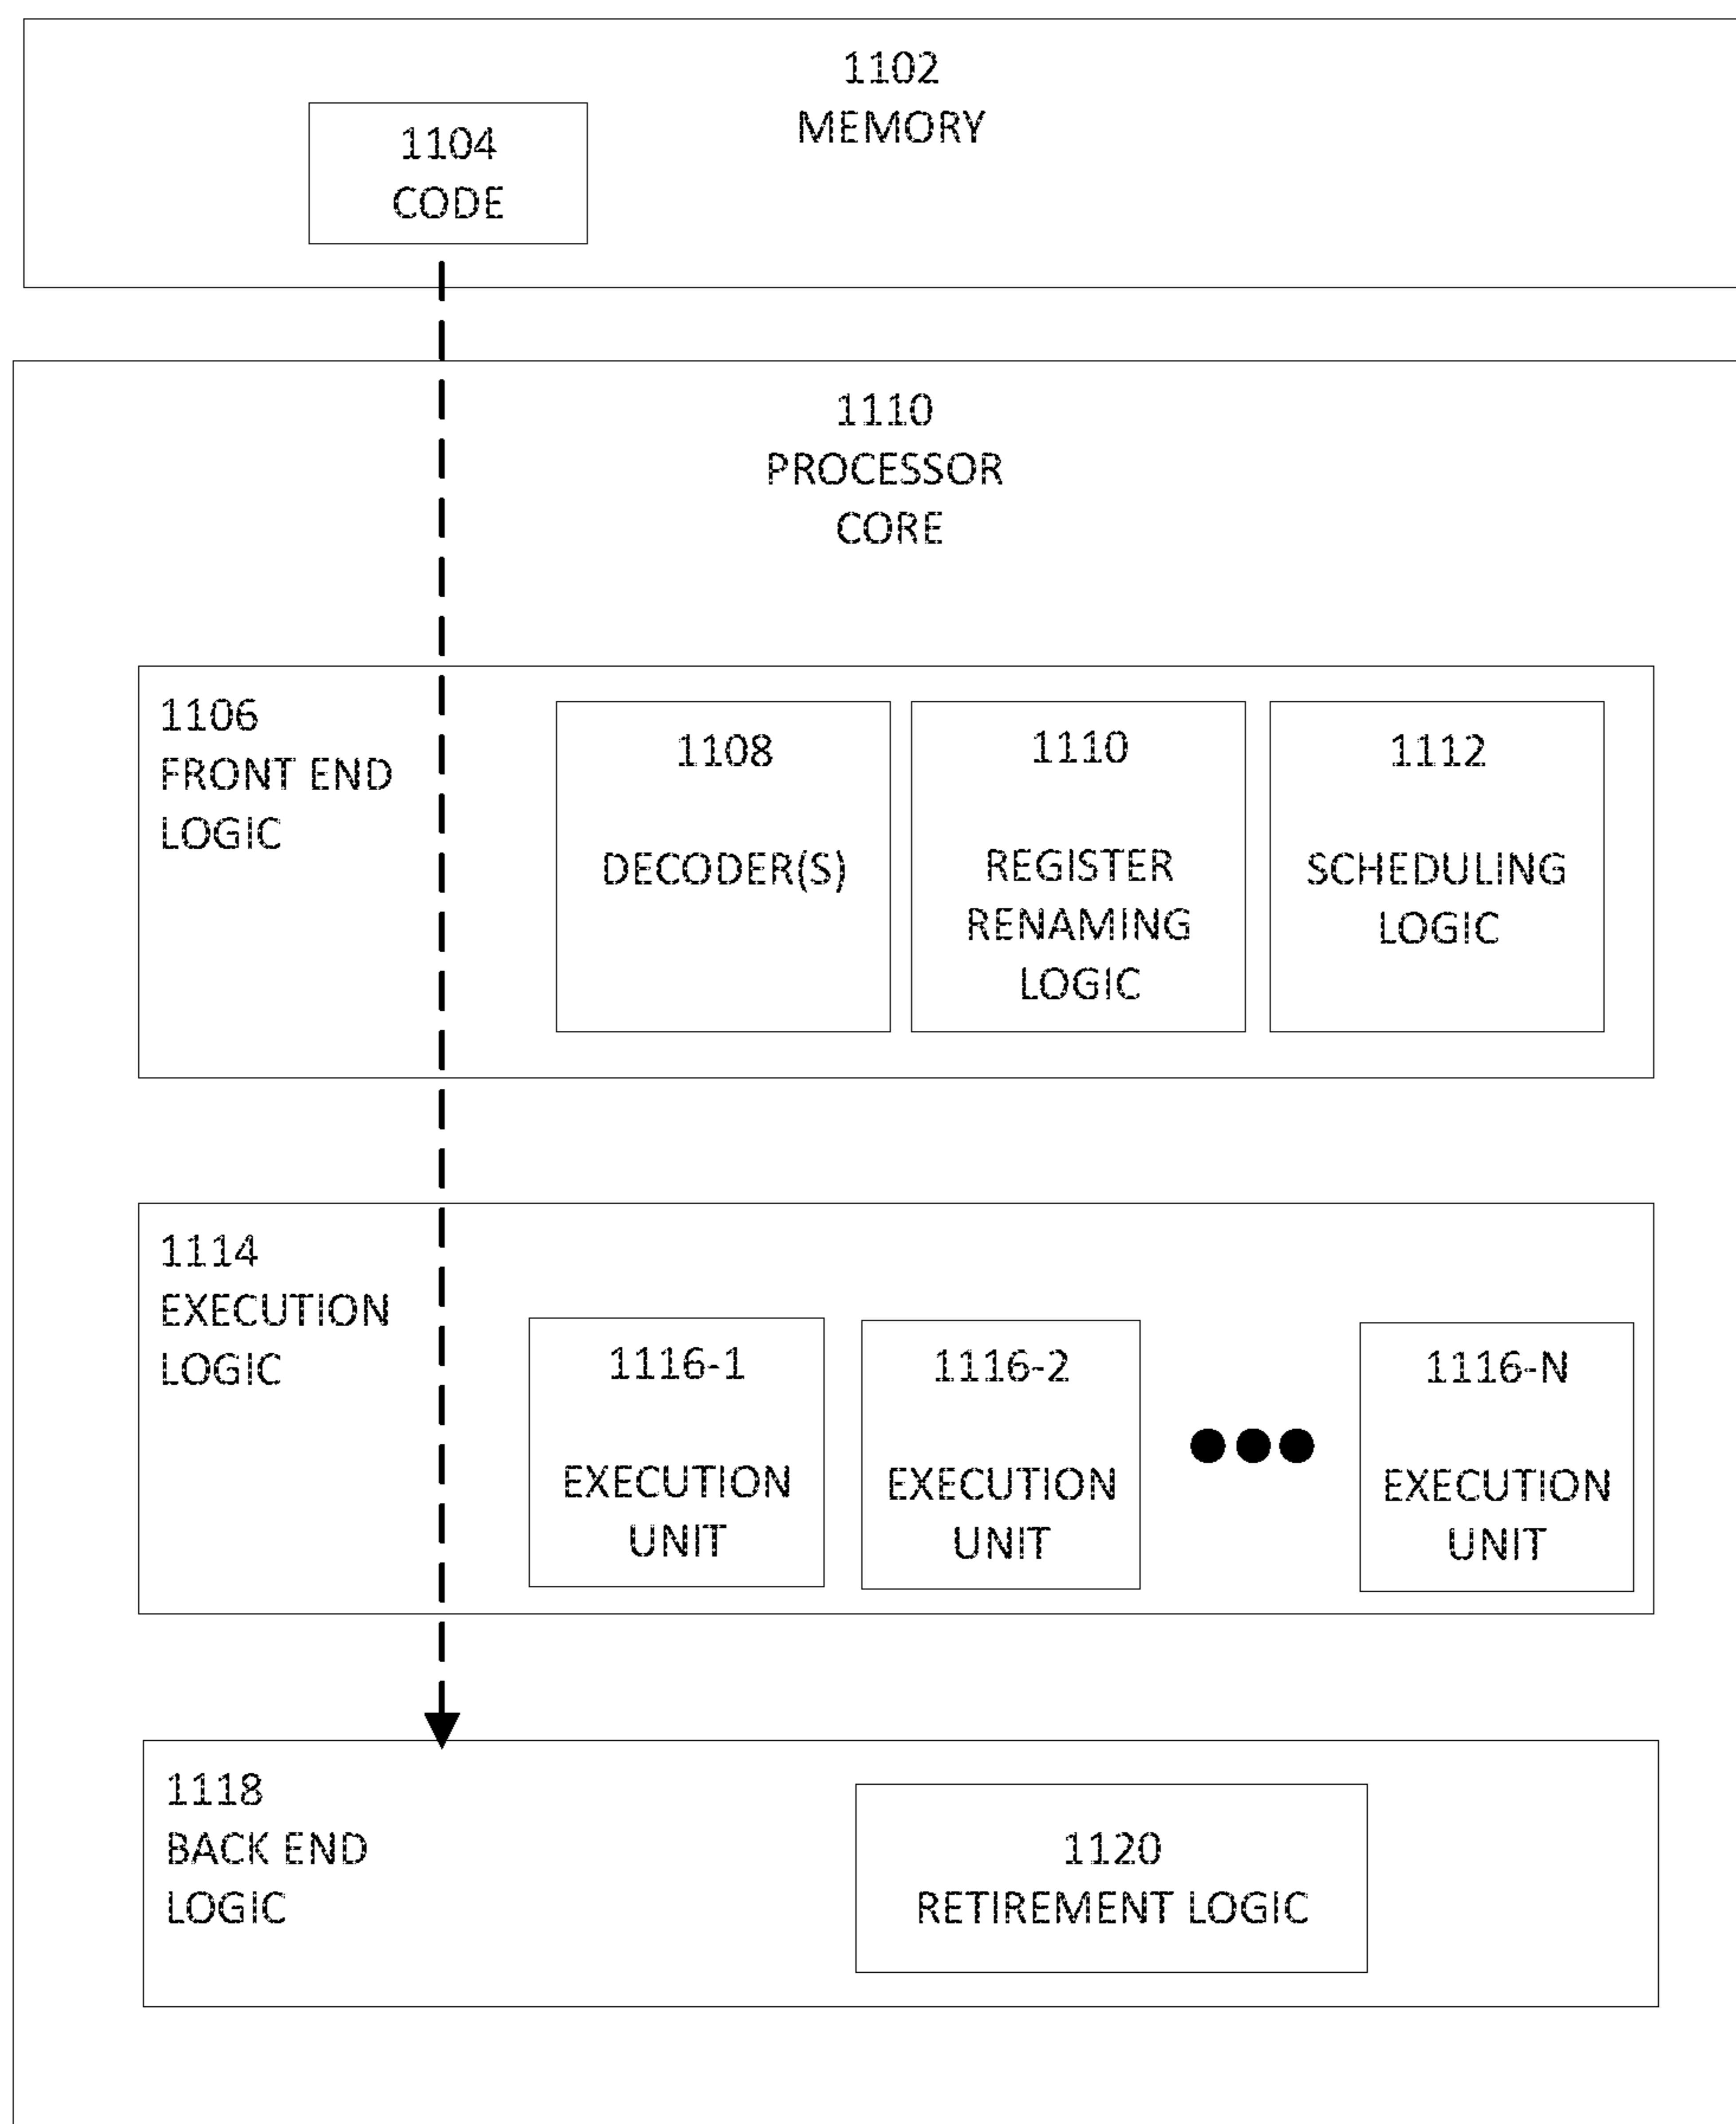 1102
MEMORY
1104
CODE
1110
PROCESSOR
CORE
1106
FRONT END
LOGIC
1108
DECODER(S)
1110
REGISTER
RENAMING
LOGIC
1112
SCHEDULING
LOGIC
1114
EXECUTION
LOGIC
1116-1
EXECUTION
UNIT
1116-2
EXECUTION
UNIT
1116-N
EXECUTION
UNIT
1118
BACK END
LOGIC
1120
RETIREMENT LOGIC